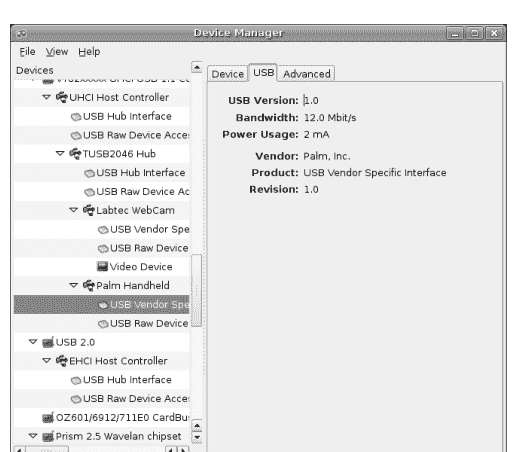 Device Manager
File View Help
Devices
Device USB Advanced
UHCI Host Controller
USB Hub Interface
USB Raw Device Acce
TUSB2046 Hub
USB Hub Interface
USB Raw Device Ac
Labtec WebCam
USB Vendor Spe
USB Raw Device
Video Device
Palm Handheld
USB Vendor Spe
USB Raw Device
USB 2.0
EHCI Host Controller
USB Hub Interface
USB Raw Device Acce
OZ601/6912/711E0 CardBu
Prism 2.5 Wavelan chipset
USB Version: 1.0
Bandwidth: 12.0 Mbit/s
Power Usage: 2 mA
Vendor: Palm, Inc.
Product: USB Vendor Specific Interface
Revision: 1.0